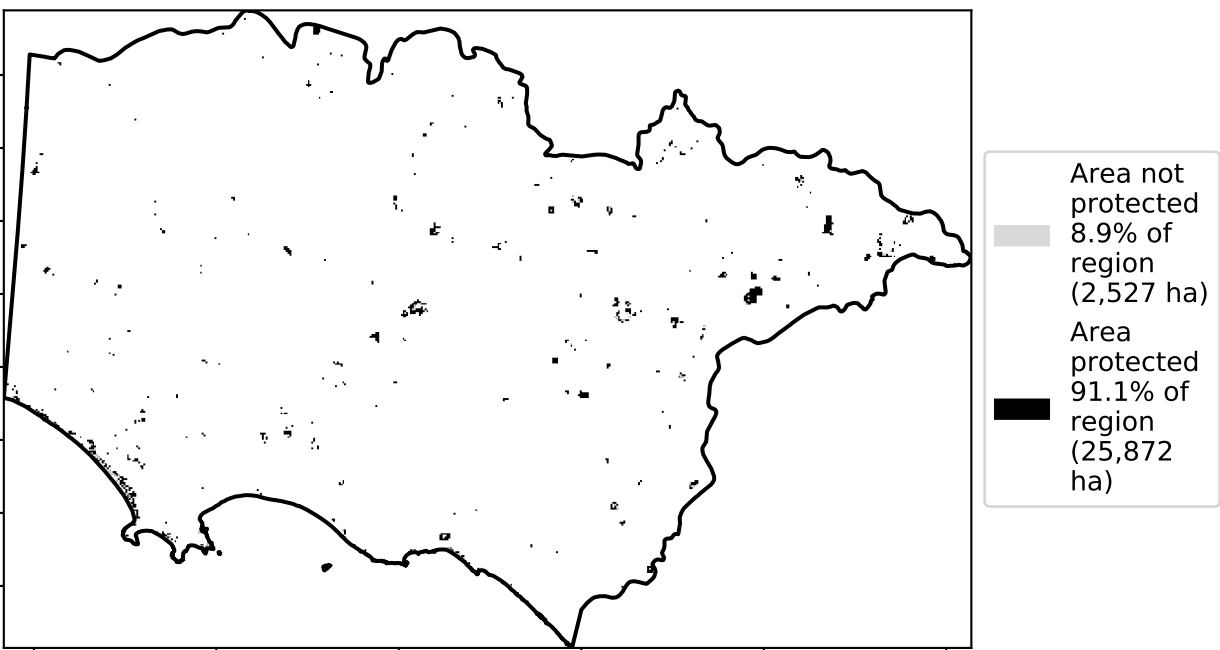 Area not
protected
8.9% of
region
(2,527 ha)
Area
protected
91.1% of
region
(25,872
ha)